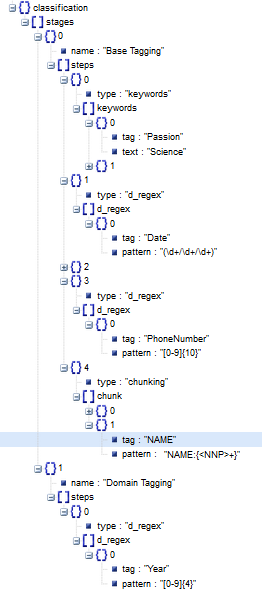 classification
stages
0
name : "Base Tagging"
steps
0
type : "keywords"
keywords
0
tag : "Passion"
text : "Science"
1
1
type : "d_regex"
d_regex
0
tag : "Date"
pattern : "(\d+/\d+/\d+)"
2
3
type : "d_regex"
d_regex
0
tag : "PhoneNumber"
pattern : "[0-9]{10}"
4
type : "chunking"
chunk
0
1
tag : "NAME"
pattern : "NAME:{<NNP>+}"
1
name : "Domain Tagging"
steps
0
type : "d_regex"
d_regex
0
tag : "Year"
pattern : "[0-9]{4}"